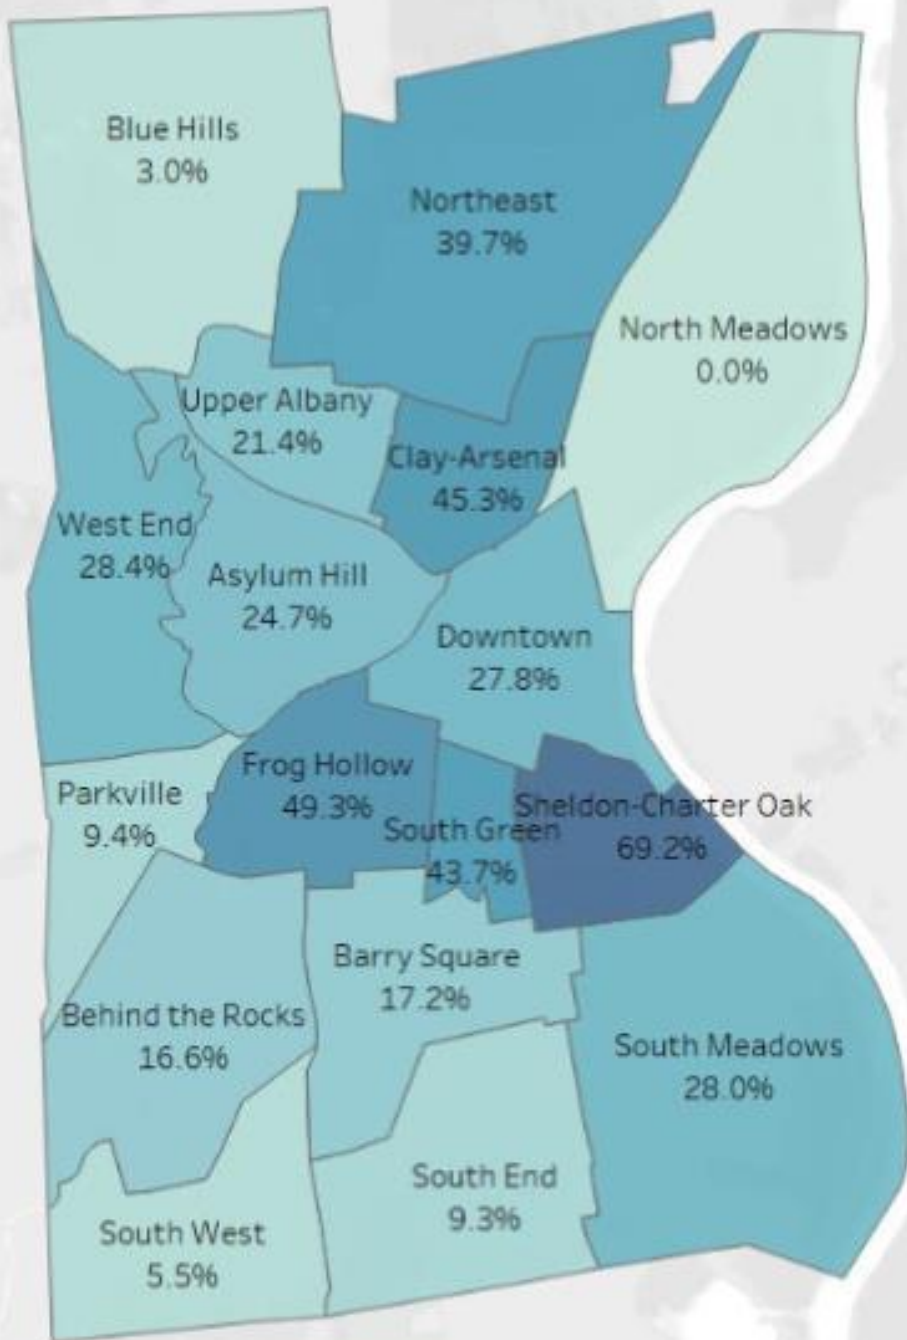 Blue Hills
3.0%
Northeast
39.7%
North Meadows
0.0%
Upper Albany
21.4%
Clay-Arsenal
45.3%
West End
28.4%
Asylum Hill
24.7%
Downtown
27.8%
Frog Hollow
49.3%
Parkville
9.4%
South Green
43.7%
Sheldon-Charter Oak
69.2%
Barry Square
17.2%
Behind the Rocks
16.6%
South Meadows
28.0%
South End
9.3%
South West
5.5%